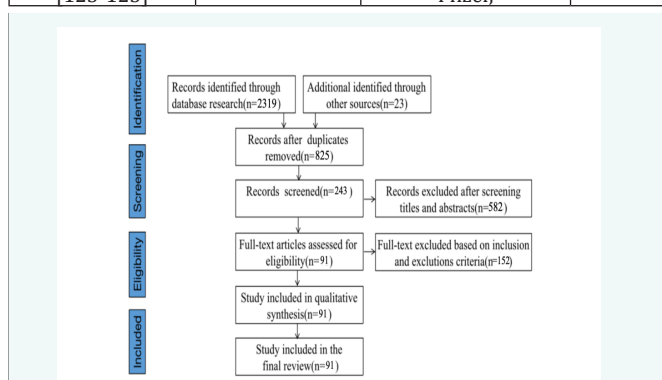 Identification
Records identified through
database research(n=2319)
Additional identified through
other sources(n=23)
Records after duplicates
removed(n=825)
Screening
Records screened(n=243 )
Records excluded after screening
titles and abstracts(n=582)
Eligibility
Full-text articles assessed for
eligibility(n=91)
Full-text excluded based on inclusion
and exclutions criteria(n=152)
Study included in qualitative
synthesis(n=91)
Included
Study included in the
final review(n=91)